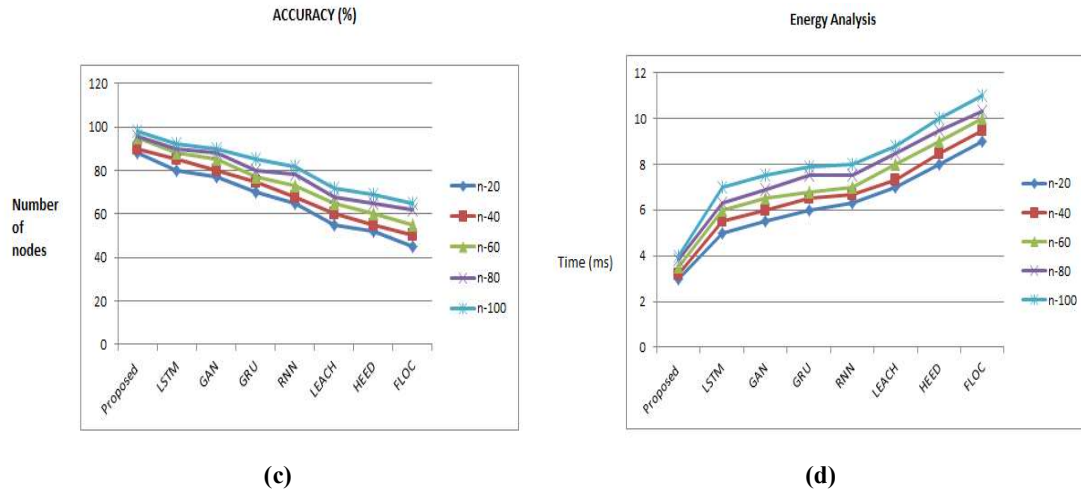 ACCURACY (%)
Number
of
nodes
120
100
80
60
40
20
0
Proposed
LSTM
GAN
GRU
RNN
LEACH
HEED
FLOC
n-20
n-40
n-60
n-80
n-100
(c)
Energy Analysis
Time (ms)
12
10
8
6
4
2
0
Proposed
LSTM
GAN
GRU
RNN
LEACH
HEED
FLOC
n-20
n-40
n-60
n-80
n-100
(d)